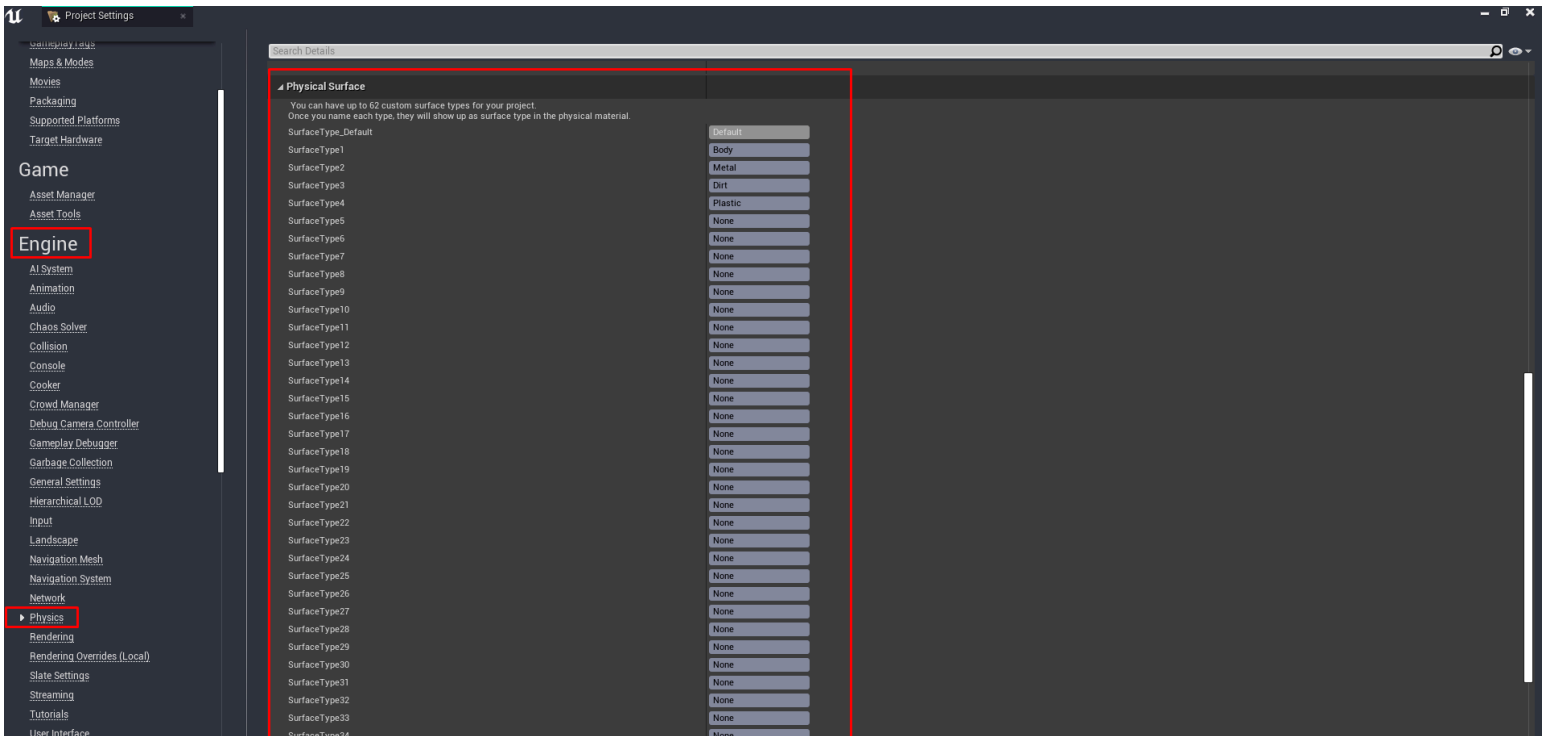 Project Settings
GameplayTags
Maps & Modes
Movies
Packaging
Supported Platforms
Target Hardware
Game
Asset Manager
Asset Tools
Engine
AI System
Animation
Audio
Chaos Solver
Collision
Console
Cooker
Crowd Manager
Debug Camera Controller
Gameplay Debugger
Garbage Collection
General Settings
Hierarchical LOD
Input
Landscape
Navigation Mesh
Navigation System
Network
Physics
Rendering
Rendering Overrides (Local)
Slate Settings
Streaming
Tutorials
User Interface
Search Details
Physical Surface
You can have up to 62 custom surface types for your project.
Once you name each type, they will show up as surface type in the physical material.
SurfaceType_Default Default
SurfaceType1 Body
SurfaceType2 Metal
SurfaceType3 Dirt
SurfaceType4 Plastic
SurfaceType5 None
SurfaceType6 None
SurfaceType7 None
SurfaceType8 None
SurfaceType9 None
SurfaceType10 None
SurfaceType11 None
SurfaceType12 None
SurfaceType13 None
SurfaceType14 None
SurfaceType15 None
SurfaceType16 None
SurfaceType17 None
SurfaceType18 None
SurfaceType19 None
SurfaceType20 None
SurfaceType21 None
SurfaceType22 None
SurfaceType23 None
SurfaceType24 None
SurfaceType25 None
SurfaceType26 None
SurfaceType27 None
SurfaceType28 None
SurfaceType29 None
SurfaceType30 None
SurfaceType31 None
SurfaceType32 None
SurfaceType33 None
SurfaceType34 None